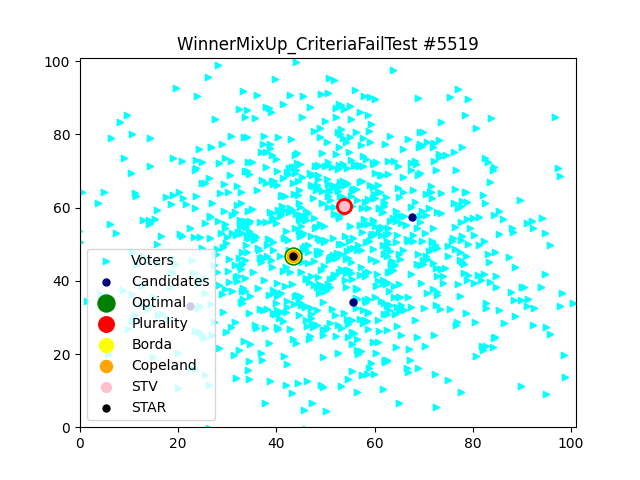 WinnerMixUp_CriteriaFailTest #5519
100
80
60
40
20
0
0 20 40 60 80 100
Voters
Candidates
Optimal
Plurality
Borda
Copeland
STV
STAR